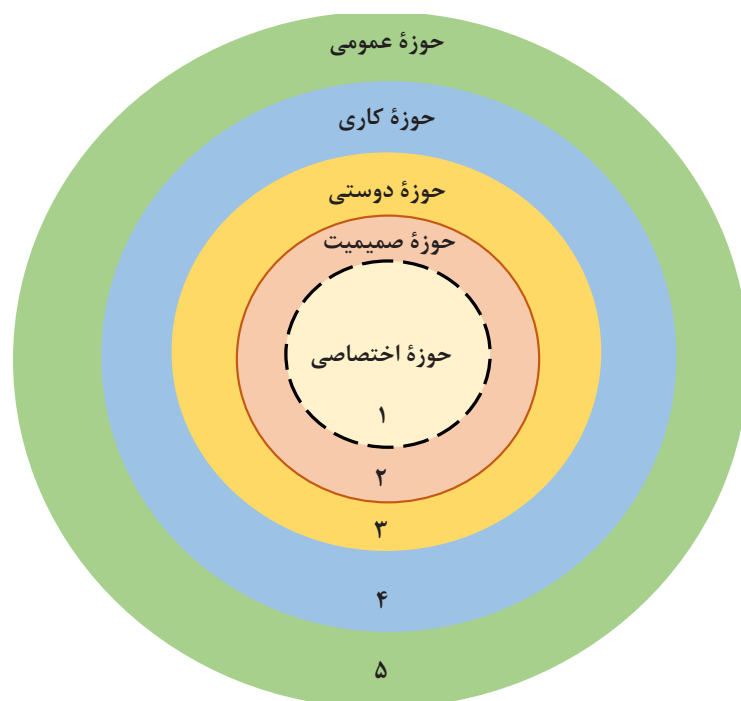 حوزهٔ عمومی
حوزهٔ کاری
حوزهٔ دوستی
حوزهٔ صمیمیت
حوزهٔ اختصاصی
۱
۲
۳
۴
۵